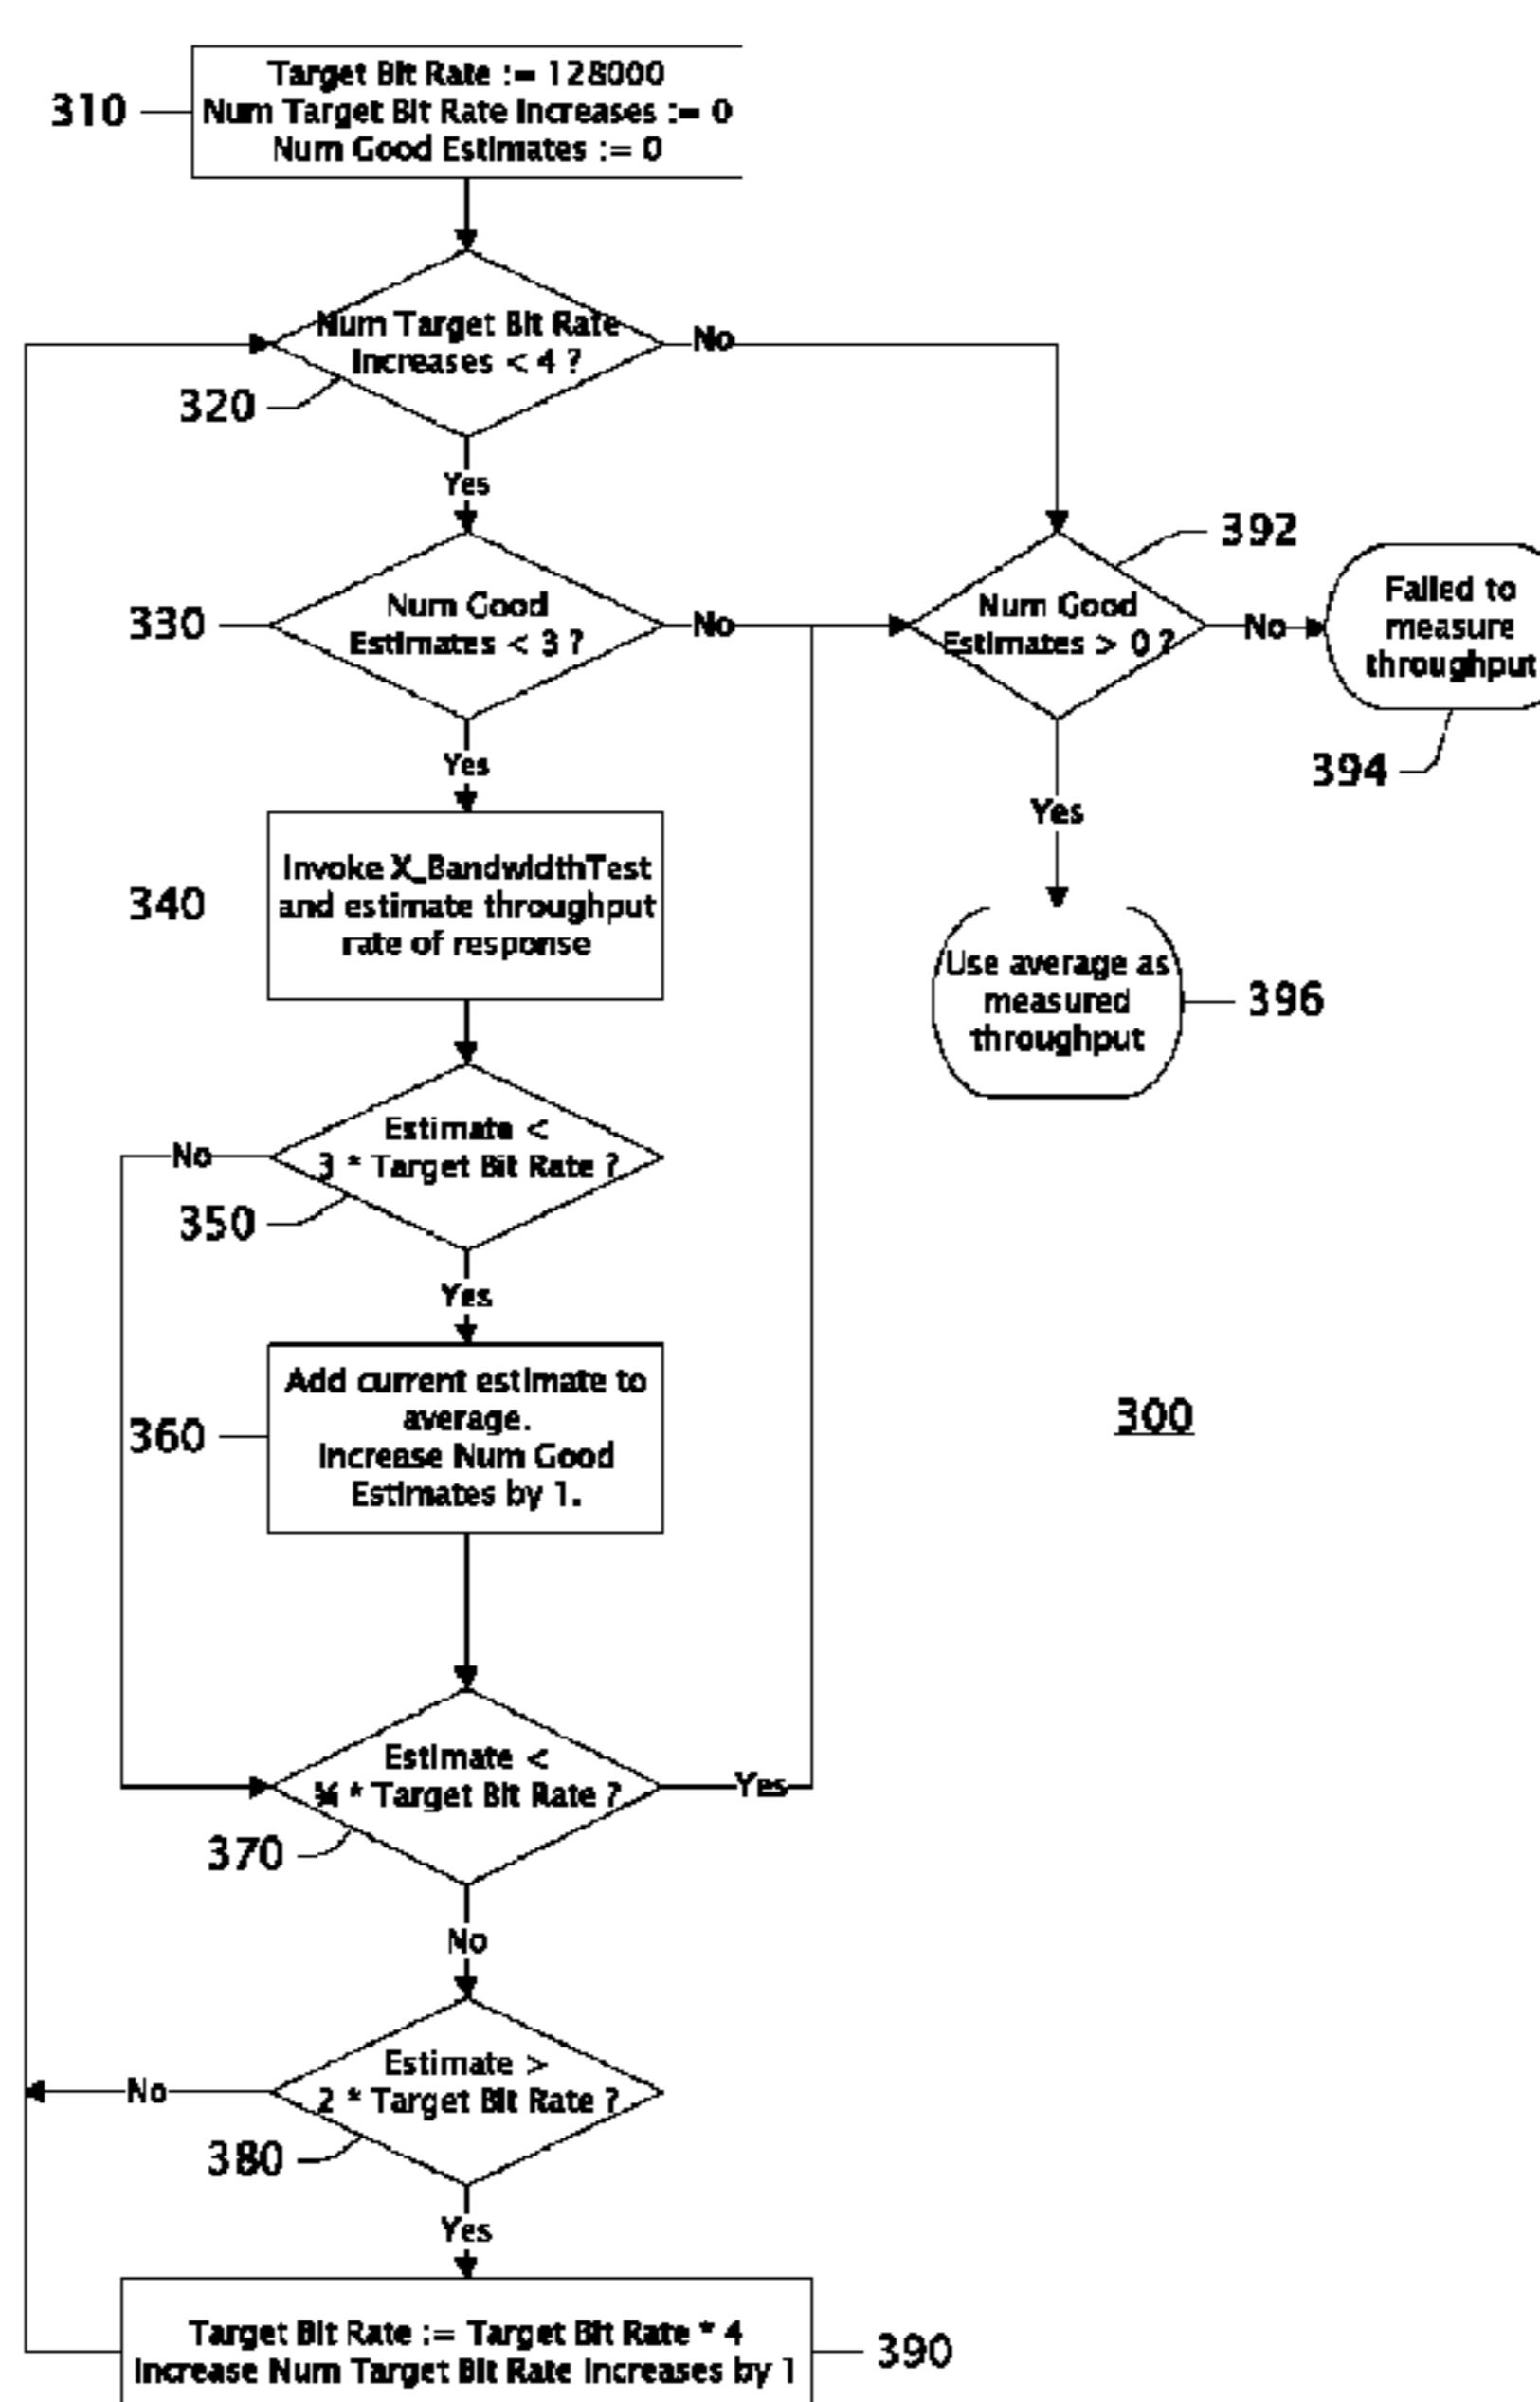 310
Target Bit Rate := 128000
Num Target Bit Rate Increases := 0
Num Good Estimates := 0
Num Target Bit Rate
Increases < 4 ?
No
320
Yes
392
330
Num Good
Estimates < 3 ?
No
Num Good
Estimates > 0 ?
No
Failed to
measure
throughput
394
Yes
Yes
340
Invoke X_BandwidthTest
and estimate throughput
rate of response
Use average as
measured
throughput
396
No
Estimate <
3 * Target Bit Rate ?
350
Yes
360
Add current estimate to
average.
Increase Num Good
Estimates by 1.
300
Estimate <
* Target Bit Rate ?
Yes
370
No
Estimate >
2 * Target Bit Rate ?
No
380
Yes
Target Bit Rate := Target Bit Rate * 4
Increase Num Target Bit Rate Increases by 1
390